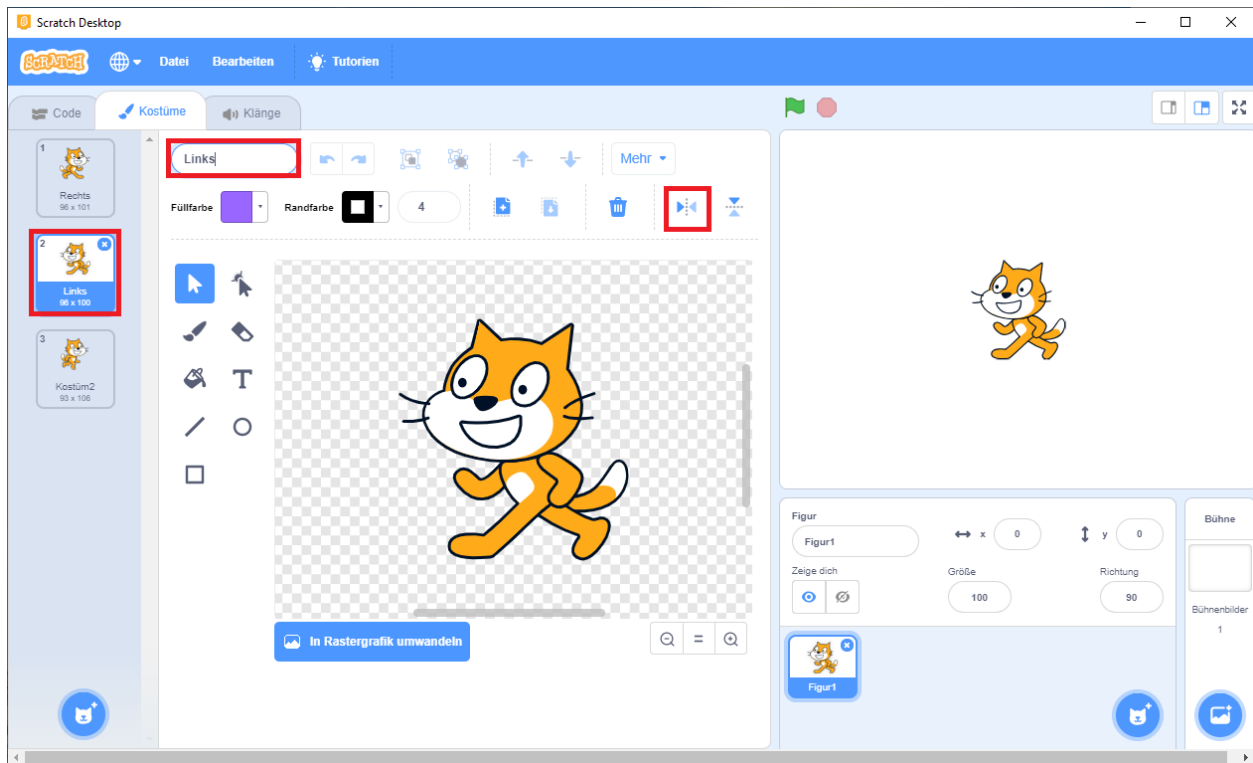 Scratch Desktop
SCRATCH
Datei
Bearbeiten
Tutorien
Code
Kostüme
Klänge
1
Rechts
96 x 101
2
Links
96 x 100
3
Kostüm2
93 x 106
Links
Mehr
Füllfarbe
Randfarbe
4
T
In Rastergrafik umwandeln
=
Figur
Figur1
x
0
y
0
Zeige dich
Größe
100
Richtung
90
Figur1
Bühne
Bühnenbilder
1